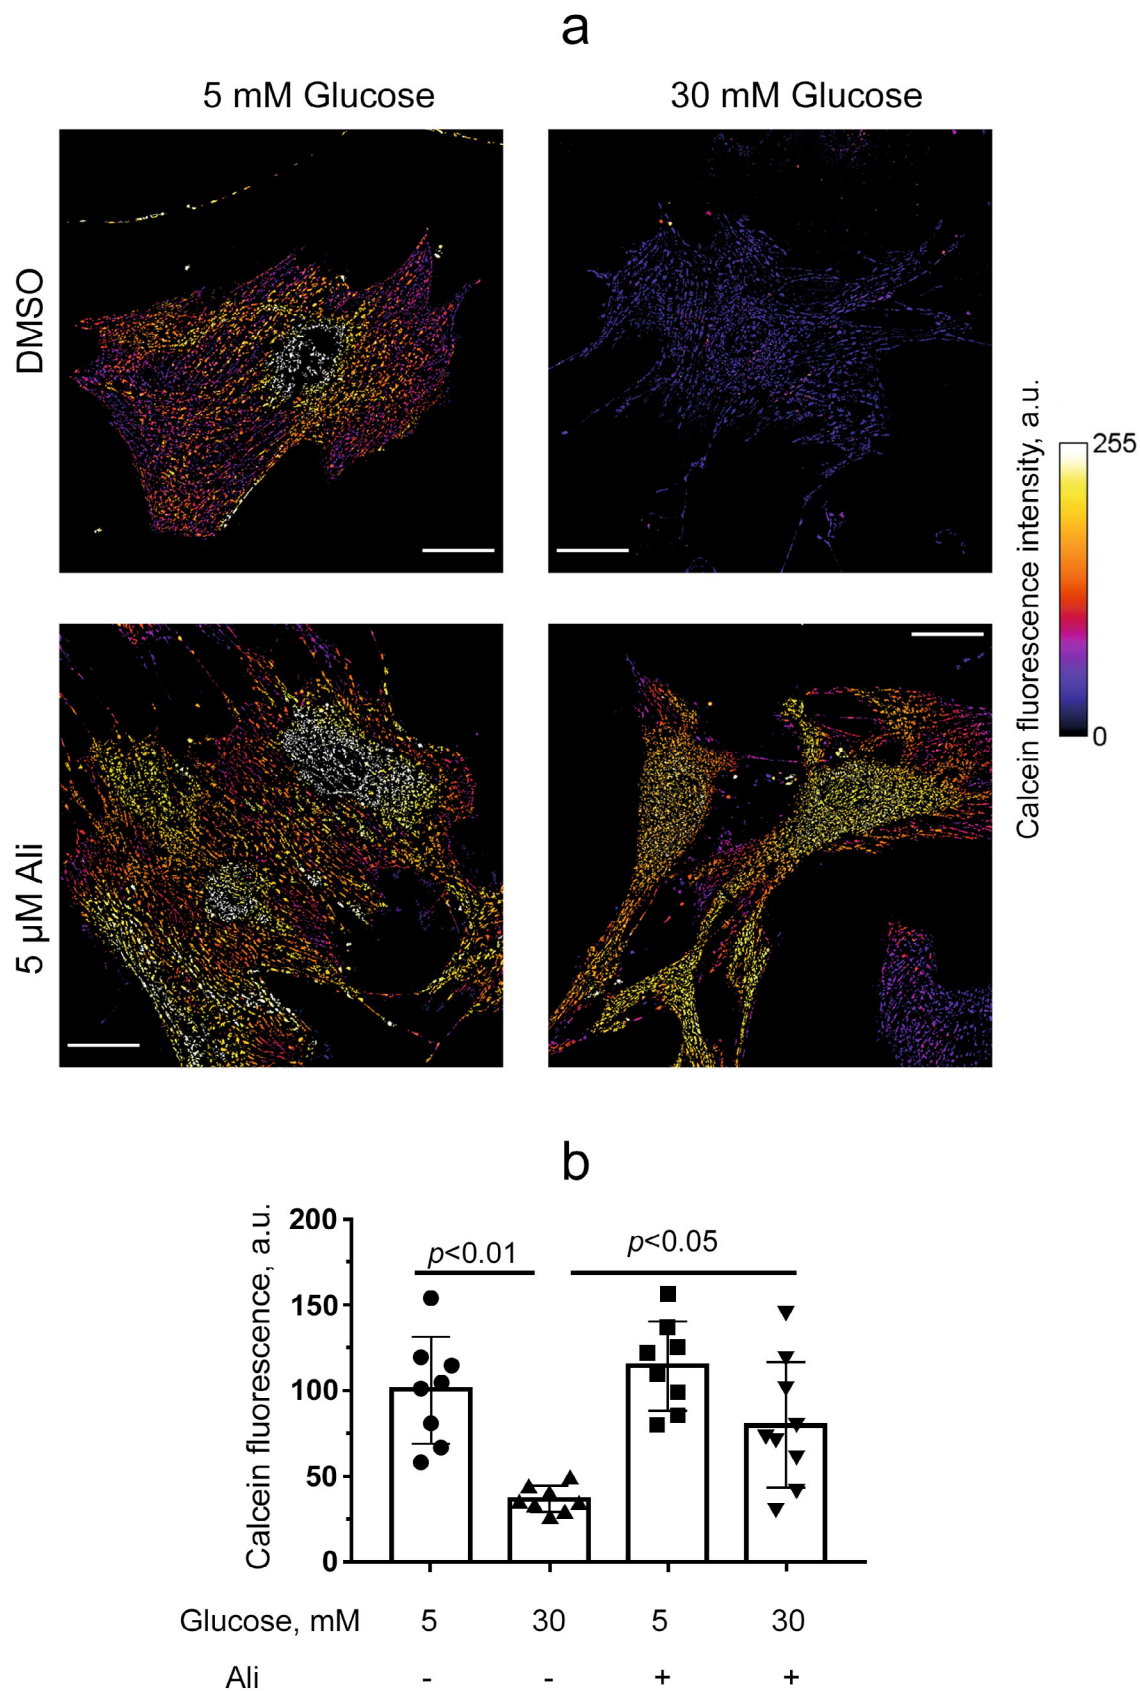 a
5 mM Glucose
30 mM Glucose
DMSO
5 µM Ali
Calcein fluorescence intensity, a.u.
255
0
b
Calcein fluorescence, a.u.
200
150
100
50
0
p<0.01
p<0.05
Glucose, mM 5 30 5 30
Ali - - + +